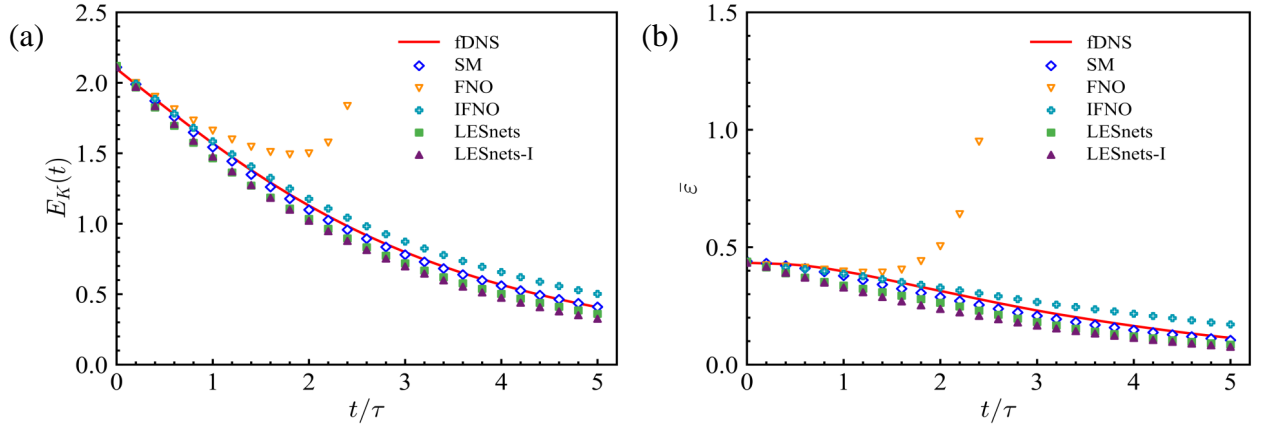 (a)
2.5
2.0
1.5
1.0
0.5
0.0
E_K(t)
0
1
2
3
4
5
t/τ
fDNS
SM
FNO
IFNO
LESnets
LESnets-I
(b)
1.5
1.0
0.5
0.0
ε̄
0
1
2
3
4
5
t/τ
fDNS
SM
FNO
IFNO
LESnets
LESnets-I